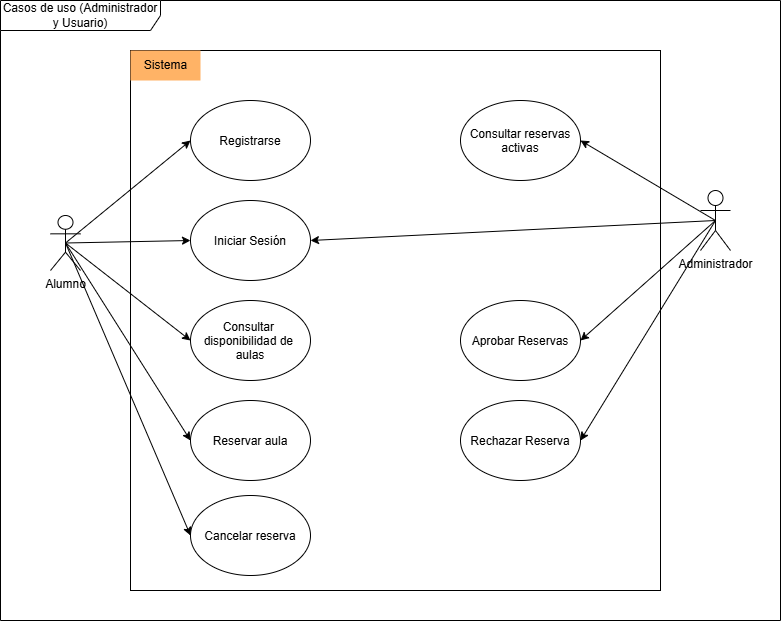 Casos de uso (Administrador
y Usuario)
Sistema
Registrarse
Consultar reservas
activas
Iniciar Sesión
Alumno
Administrador
Consultar
disponibilidad de
aulas
Aprobar Reservas
Reservar aula
Rechazar Reserva
Cancelar reserva